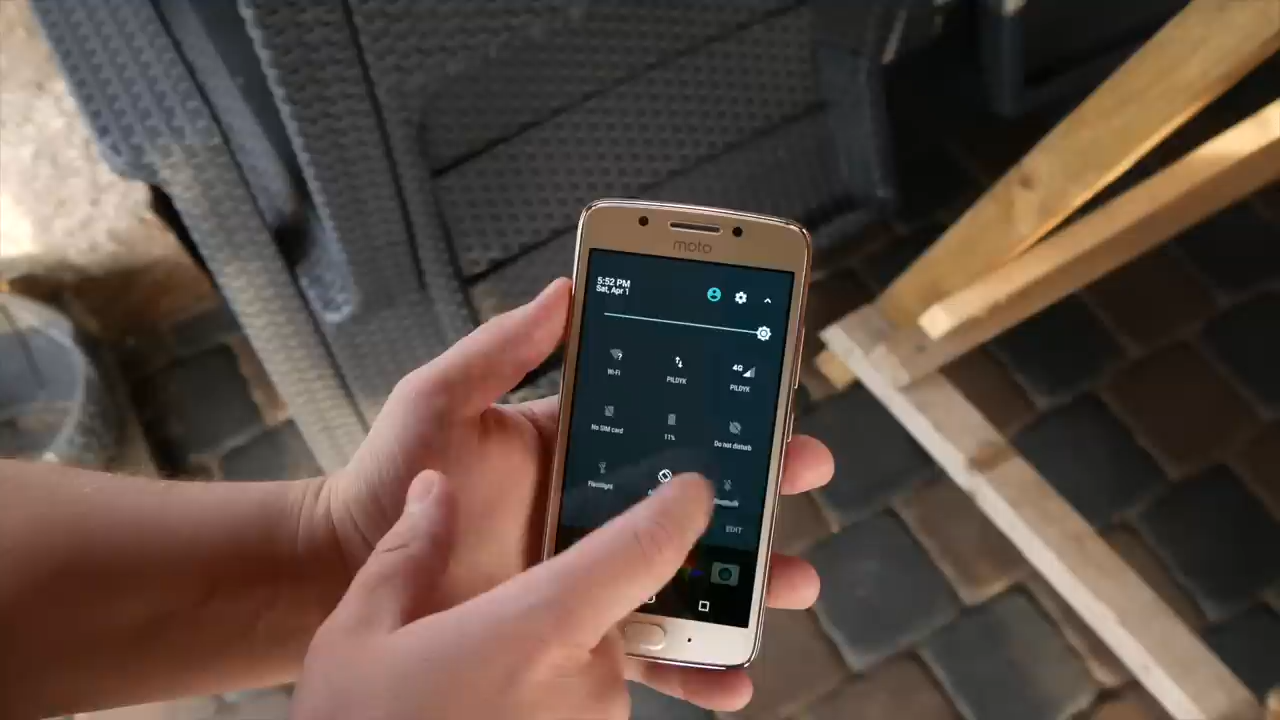 moto
5:52 PM
Sat, Apr 1
Wi-Fi
PILDYK
4G
PILDYK
No SIM card
11%
Do not disturb
Flashlight
EDIT